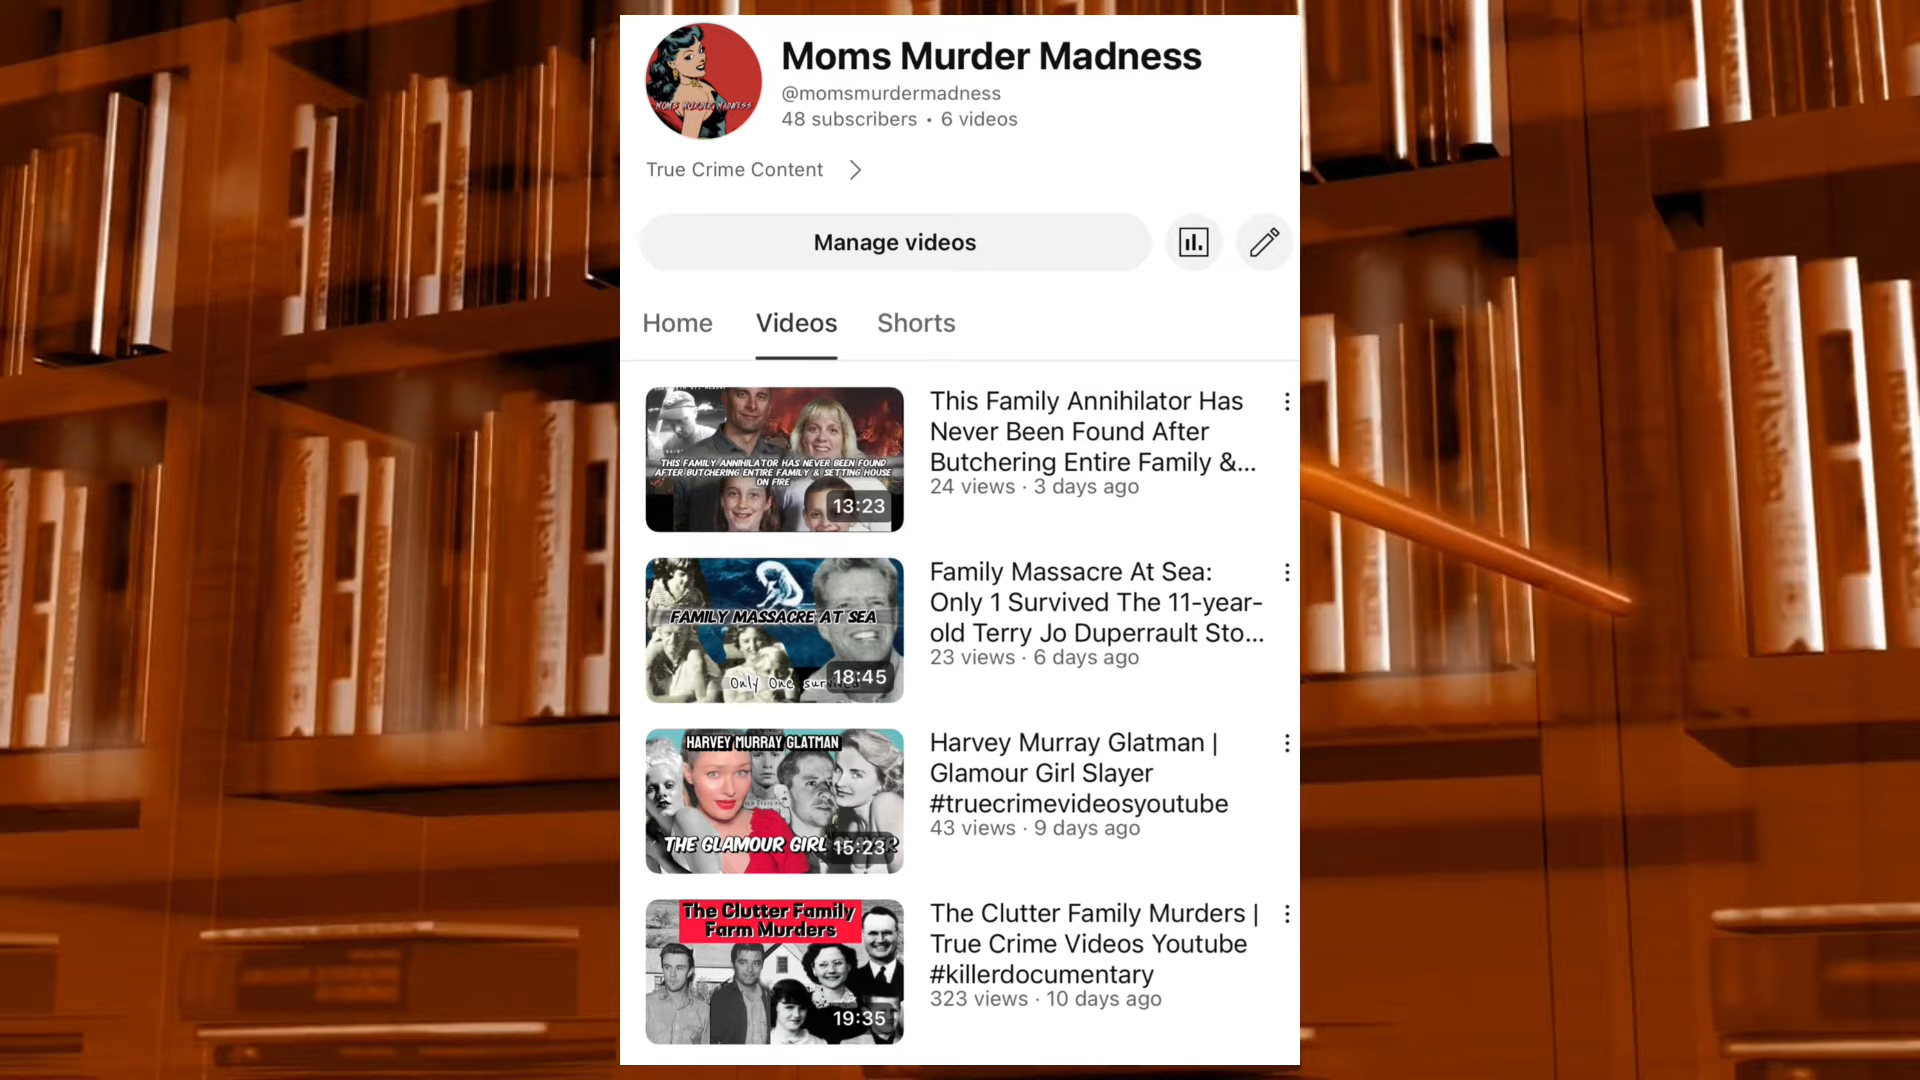 MOMS MURDER MADNESS
Moms Murder Madness
@momsmurdermadness
48 subscribers • 6 videos
True Crime Content
Manage videos
Home Videos Shorts
THIS FAMILY ANNIHILATOR HAS NEVER BEEN FOUND
AFTER BUTCHERING ENTIRE FAMILY & SETTING HOUSE
ON FIRE
13:23
This Family Annihilator Has
Never Been Found After
Butchering Entire Family &...
24 views · 3 days ago
FAMILY MASSACRE AT SEA
Only One
18:45
Family Massacre At Sea:
Only 1 Survived The 11-year-
old Terry Jo Duperrault Sto...
23 views · 6 days ago
HARVEY MURRAY GLATMAN
THE GLAMOUR GIRL
15:23
Harvey Murray Glatman |
Glamour Girl Slayer
#truecrimevideosyoutube
43 views · 9 days ago
The Clutter Family
Farm Murders
19:35
The Clutter Family Murders |
True Crime Videos Youtube
#killerdocumentary
323 views · 10 days ago